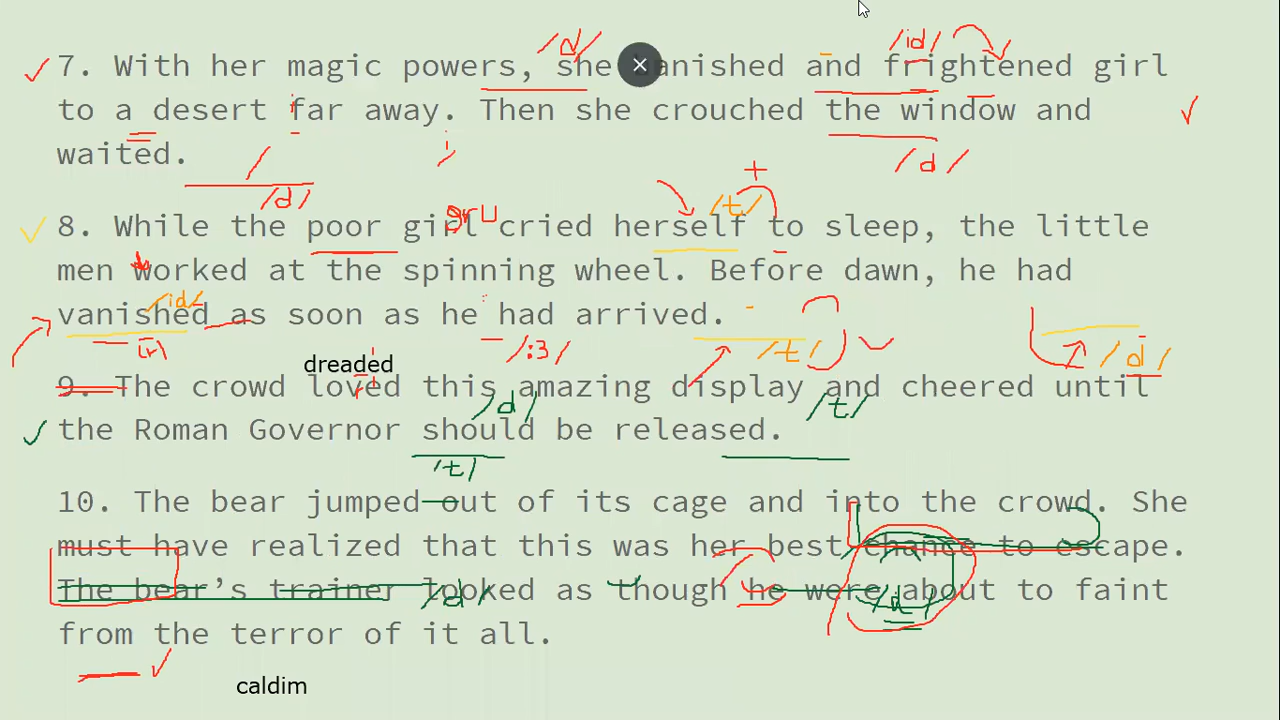 /d/ /id/
7. With her magic powers, she vanished and frightened girl
to a desert far away. Then she crouched the window and
waited.
/d/
/d/
/t/ +
gru
8. While the poor girl cried herself to sleep, the little
men worked at the spinning wheel. Before dawn, he had
/id/
vanished as soon as he had arrived.
/:3/ /t/ /d/
dreaded
9. The crowd loved this amazing display and cheered until
/d/ /t/
the Roman Governor should be released.
/t/
10. The bear jumped out of its cage and into the crowd. She
must have realized that this was her best chance to escape.
The bear’s trainer looked as though he were about to faint
/d/ /d/
from the terror of it all.
caldim